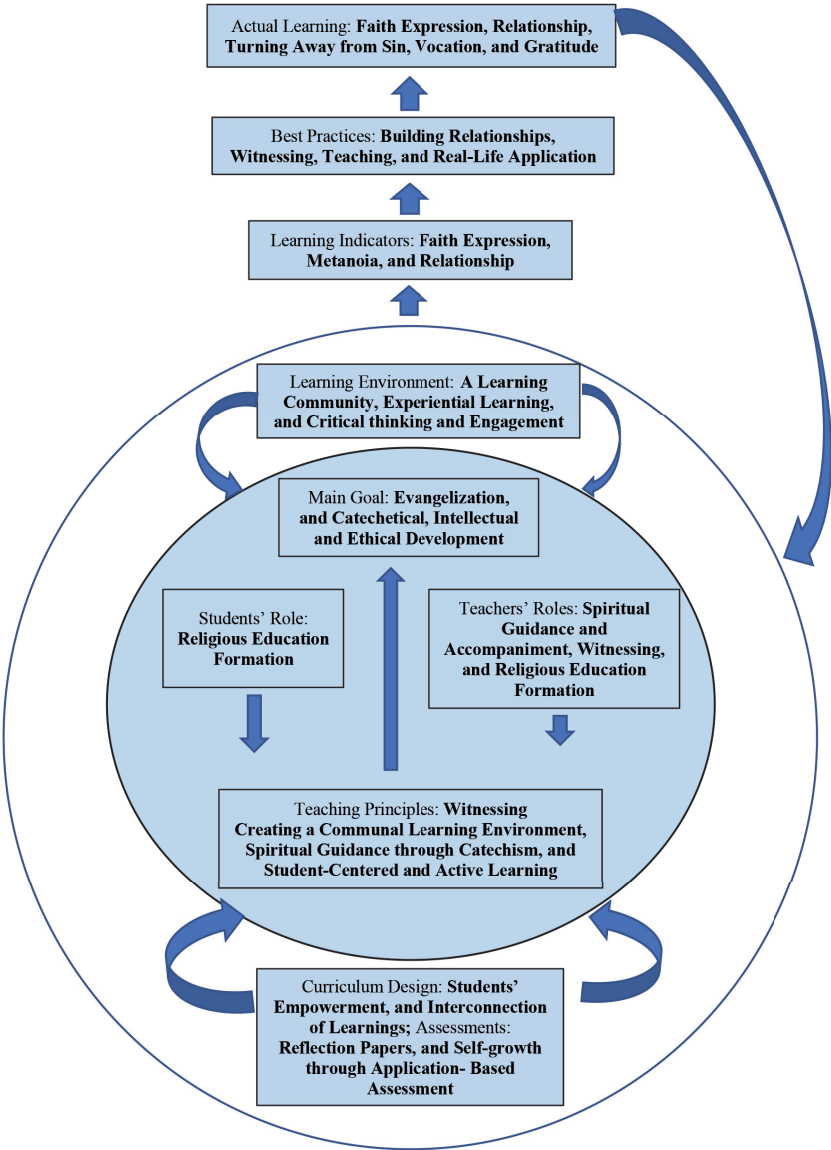 Actual Learning: Faith Expression, Relationship,
Turning Away from Sin, Vocation, and Gratitude
Best Practices: Building Relationships,
Witnessing, Teaching, and Real-Life Application
Learning Indicators: Faith Expression,
Metanoia, and Relationship
Learning Environment: A Learning
Community, Experiential Learning,
and Critical thinking and Engagement
Main Goal: Evangelization,
and Catechetical, Intellectual
and Ethical Development
Students’ Role:
Religious Education
Formation
Teachers’ Roles: Spiritual
Guidance and
Accompaniment, Witnessing,
and Religious Education
Formation
Teaching Principles: Witnessing
Creating a Communal Learning Environment,
Spiritual Guidance through Catechism, and
Student-Centered and Active Learning
Curriculum Design: Students’
Empowerment, and Interconnection
of Learnings; Assessments:
Reflection Papers, and Self-growth
through Application- Based
Assessment